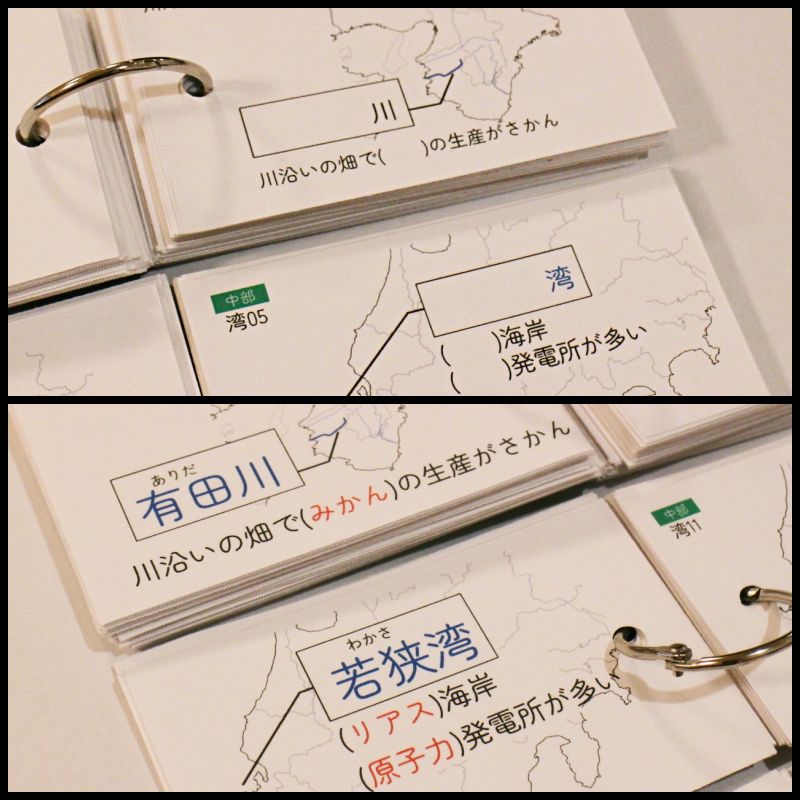 川
川沿いの畑で(　　)の生産がさかん
中部
湾05
湾
(　　)海岸
(　　)発電所が多い
ありだ
有田川
川沿いの畑で(みかん)の生産がさかん
中部
湾11
わかさ
若狭湾
(リアス)海岸
(原子力)発電所が多い